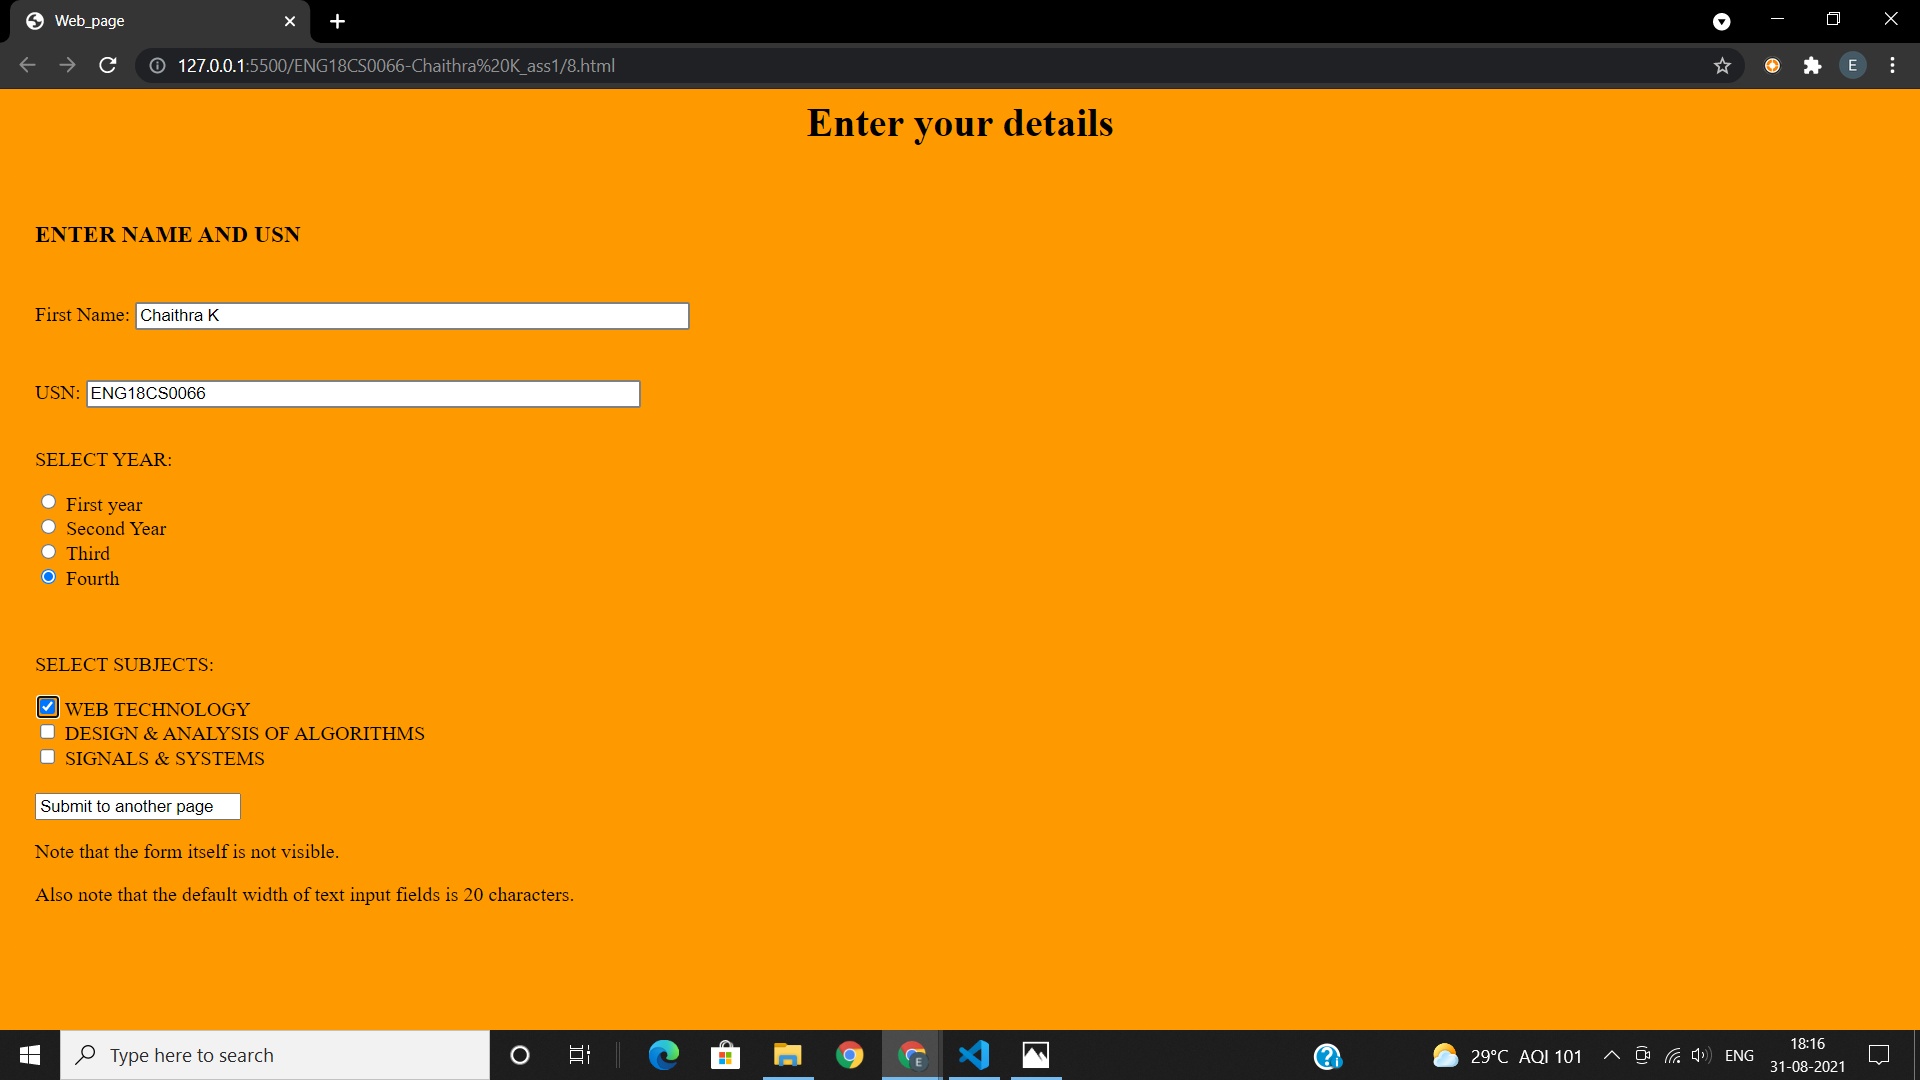 Web_page
127.0.0.1:5500/ENG18CS0066-Chaithra%20K_ass1/8.html
E
Enter your details
ENTER NAME AND USN
First Name: Chaithra K
USN: ENG18CS0066
SELECT YEAR:
First year
Second Year
Third
Fourth
SELECT SUBJECTS:
WEB TECHNOLOGY
DESIGN & ANALYSIS OF ALGORITHMS
SIGNALS & SYSTEMS
Submit to another page
Note that the form itself is not visible.
Also note that the default width of text input fields is 20 characters.
Type here to search
E
29°C AQI 101
ENG
18:16
31-08-2021